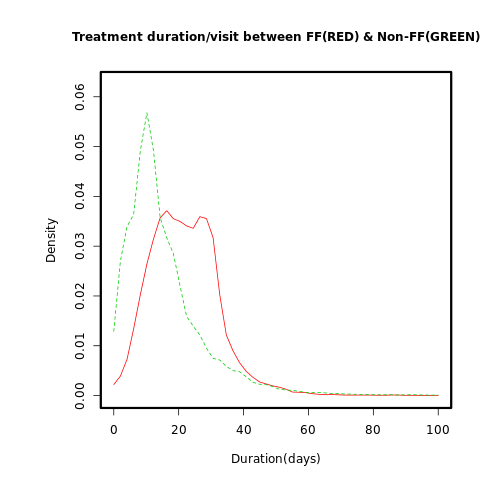 Treatment duration/visit between FF(RED) & Non-FF(GREEN)
0.06
0.05
0.04
0.03
0.02
0.01
0.00
Density
0 20 40 60 80 100
Duration(days)